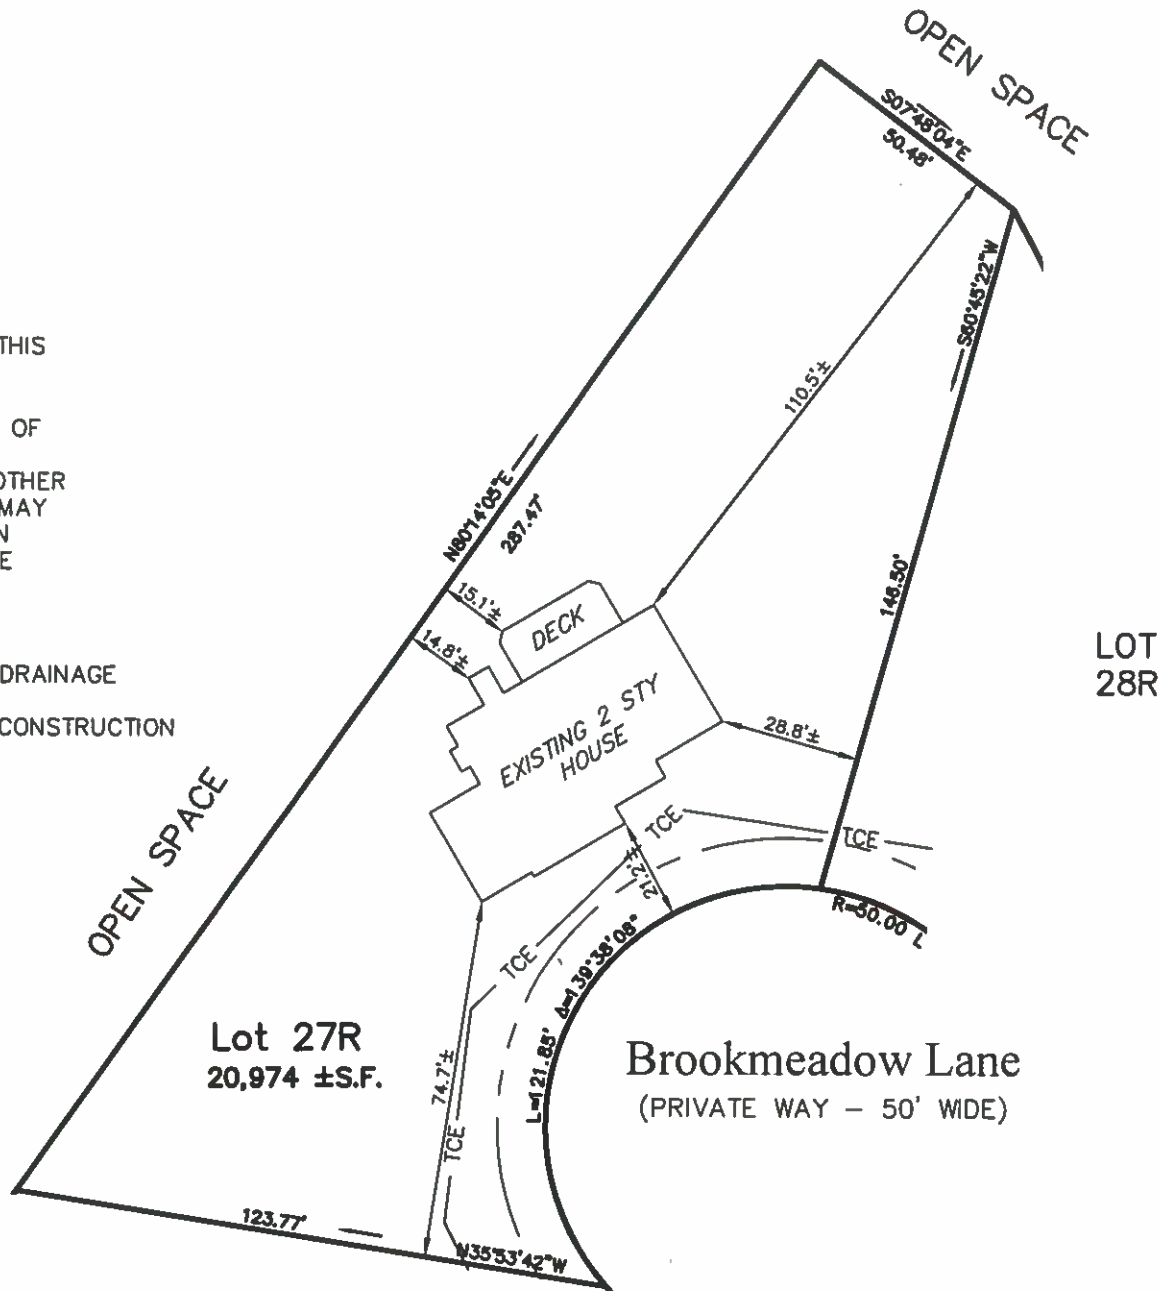 OPEN SPACE
S07°48'04"E
50.48'
S60°45'22"W
THIS
OF
OTHER
MAY
N
E
DRAINAGE
CONSTRUCTION
110.5'±
N80°14'05"E
287.47'
15.1'±
14.8'±
DECK
EXISTING 2 STY
HOUSE
28.8'±
LOT
28R
TCE
TCE
21.2'±
OPEN SPACE
TCE
R=50.00 L
L=121.85' Δ=139°38'08"
Lot 27R
20,974 ±S.F.
74.7'±
TCE
Brookmeadow Lane
(PRIVATE WAY - 50' WIDE)
123.77'
N35°53'42"W